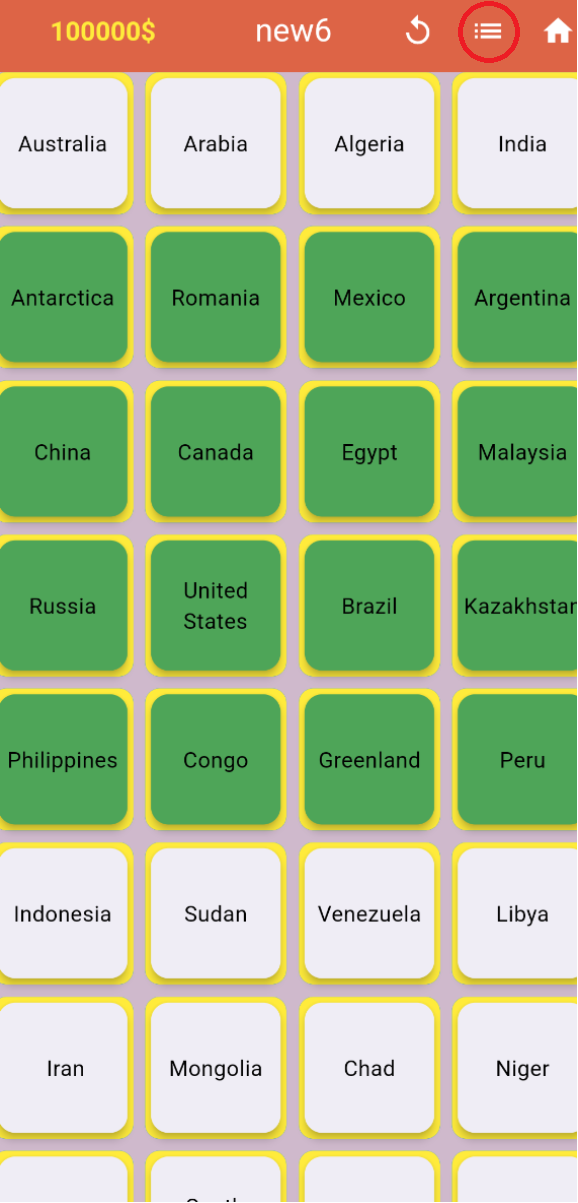 100000$ new6
Australia Arabia Algeria India
Antarctica Romania Mexico Argentina
China Canada Egypt Malaysia
Russia United States Brazil Kazakhstan
Philippines Congo Greenland Peru
Indonesia Sudan Venezuela Libya
Iran Mongolia Chad Niger